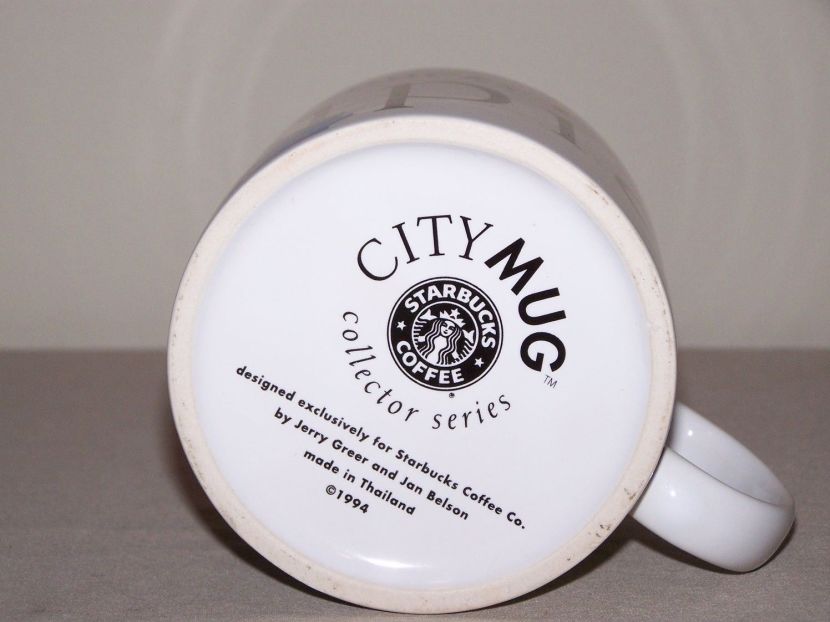 CITY MUG™
STARBUCKS
COFFEE
®
collector series
designed exclusively for Starbucks Coffee Co.
by Jerry Greer and Jan Belson
made in Thailand
©1994